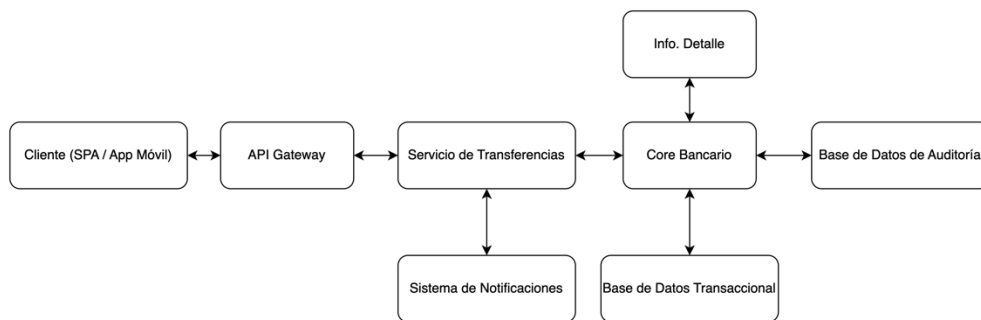 Info. Detalle
Cliente (SPA / App Móvil)
API Gateway
Servicio de Transferencias
Core Bancario
Base de Datos de Auditoría
Sistema de Notificaciones
Base de Datos Transaccional